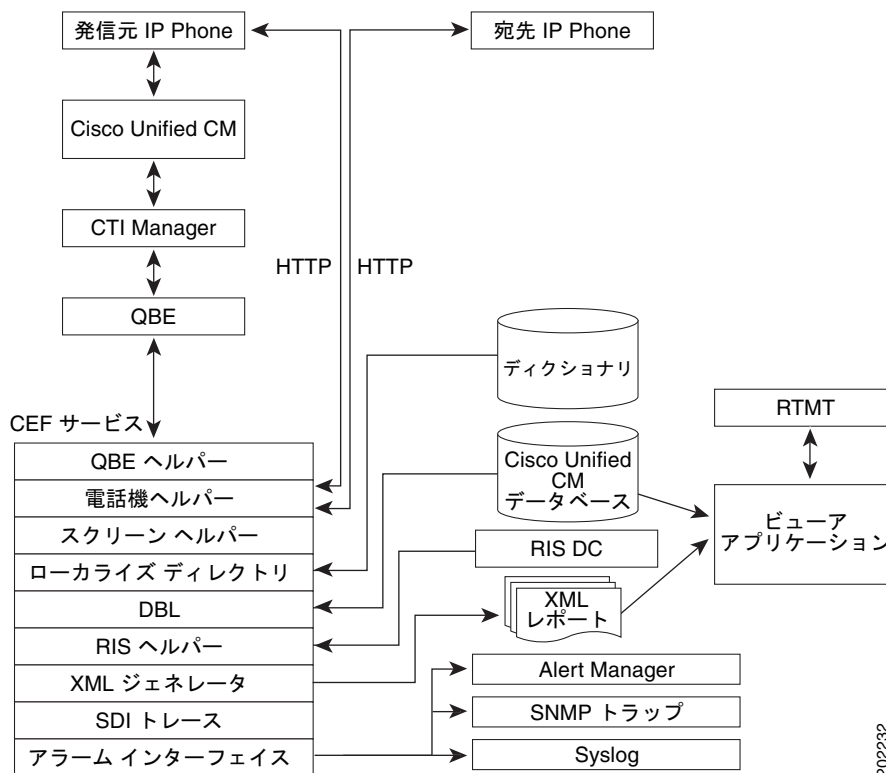 発信元 IP Phone
宛先 IP Phone
Cisco Unified CM
CTI Manager
HTTP
HTTP
QBE
ディクショナリ
RTMT
CEF サービス
QBE ヘルパー
Cisco Unified
CM
データベース
電話機ヘルパー
ビューア
アプリケーション
スクリーン ヘルパー
RIS DC
ローカライズ ディレクトリ
DBL
XML
レポート
RIS ヘルパー
Alert Manager
XML ジェネレータ
SNMP トラップ
SDI トレース
アラーム インターフェイス
Syslog
202232